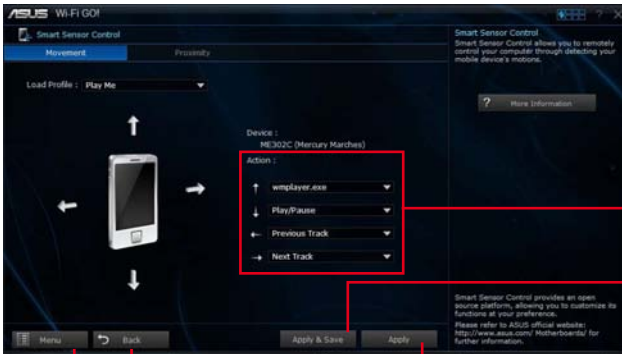 ASUS Wi-Fi GO!
?
X
Smart Sensor Control
Movement
Proximity
Load Profile : Play Me
Device :
ME302C (Mercury Marches)
Action :
wmplayer.exe
Play/Pause
Previous Track
Next Track
Menu
Back
Apply & Save
Apply
Smart Sensor Control
Smart Sensor Control allows you to remotely
control your computer through detecting your
mobile device's motions.
? More Information
Smart Sensor Control provides an open
source platform, allowing you to customize its
functions at your preference.
Please refer to ASUS official website:
http://www.asus.com/ Motherboards/ for
further information.